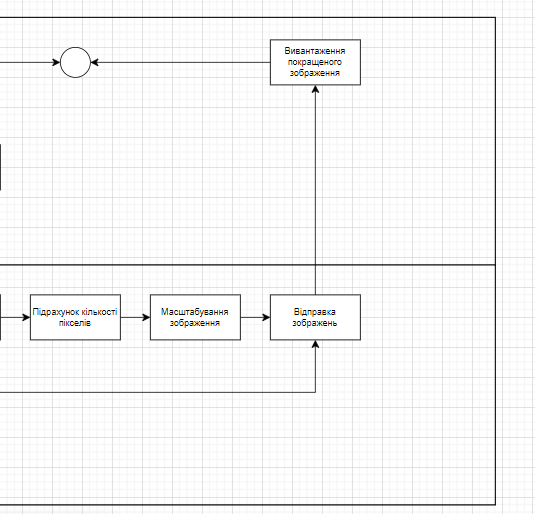 Вивантаження
покращеного
зображення
Підрахунок кількості
пікселів
Масштабування
зображення
Відправка
зображень